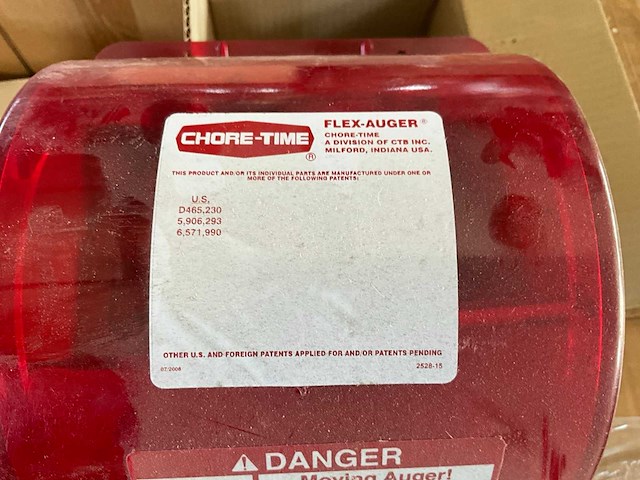 CHORE-TIME ®
FLEX-AUGER ®
CHORE-TIME
A DIVISION OF CTB INC.
MILFORD, INDIANA USA.
THIS PRODUCT AND/OR ITS INDIVIDUAL PARTS ARE MANUFACTURED UNDER ONE OR
MORE OF THE FOLLOWING PATENTS:
U.S.
D465,230
5,906,293
6,571,990
OTHER U.S. AND FOREIGN PATENTS APPLIED FOR AND/OR PATENTS PENDING
07/2008 2528-15
DANGER
Moving Auger!